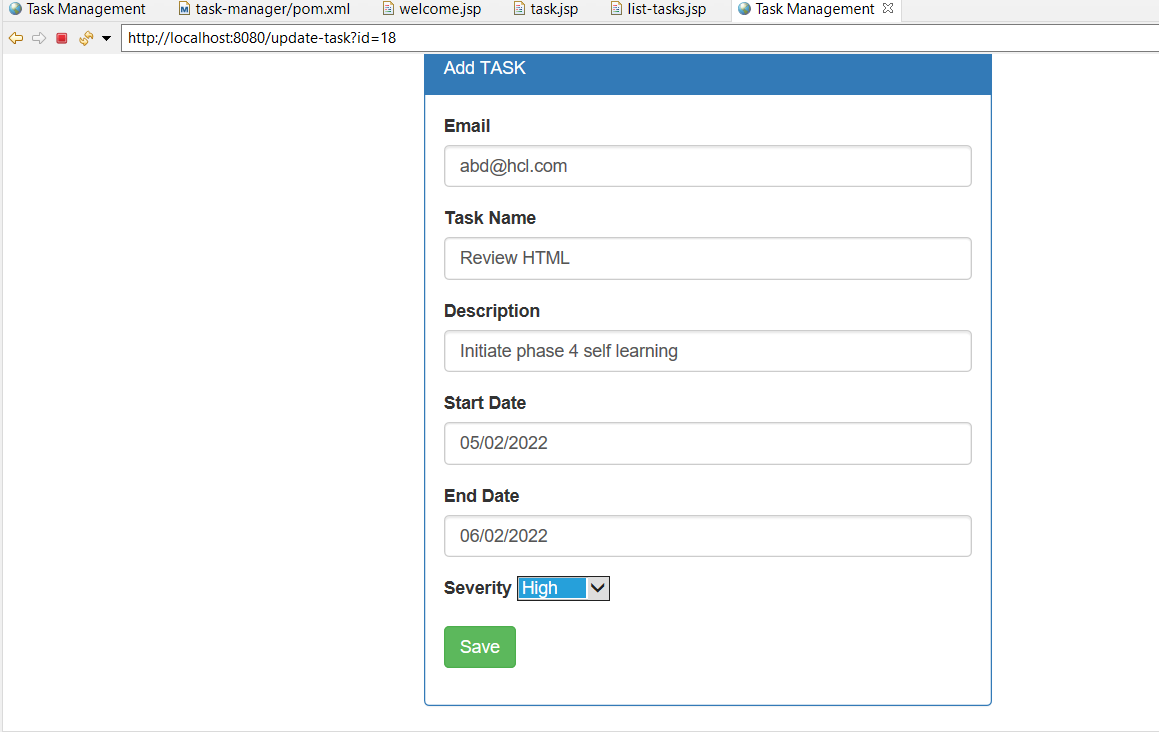 Task Management task-manager/pom.xml welcome.jsp task.jsp list-tasks.jsp Task Management
http://localhost:8080/update-task?id=18
Add TASK
Email
abd@hcl.com
Task Name
Review HTML
Description
Initiate phase 4 self learning
Start Date
05/02/2022
End Date
06/02/2022
Severity High
Save